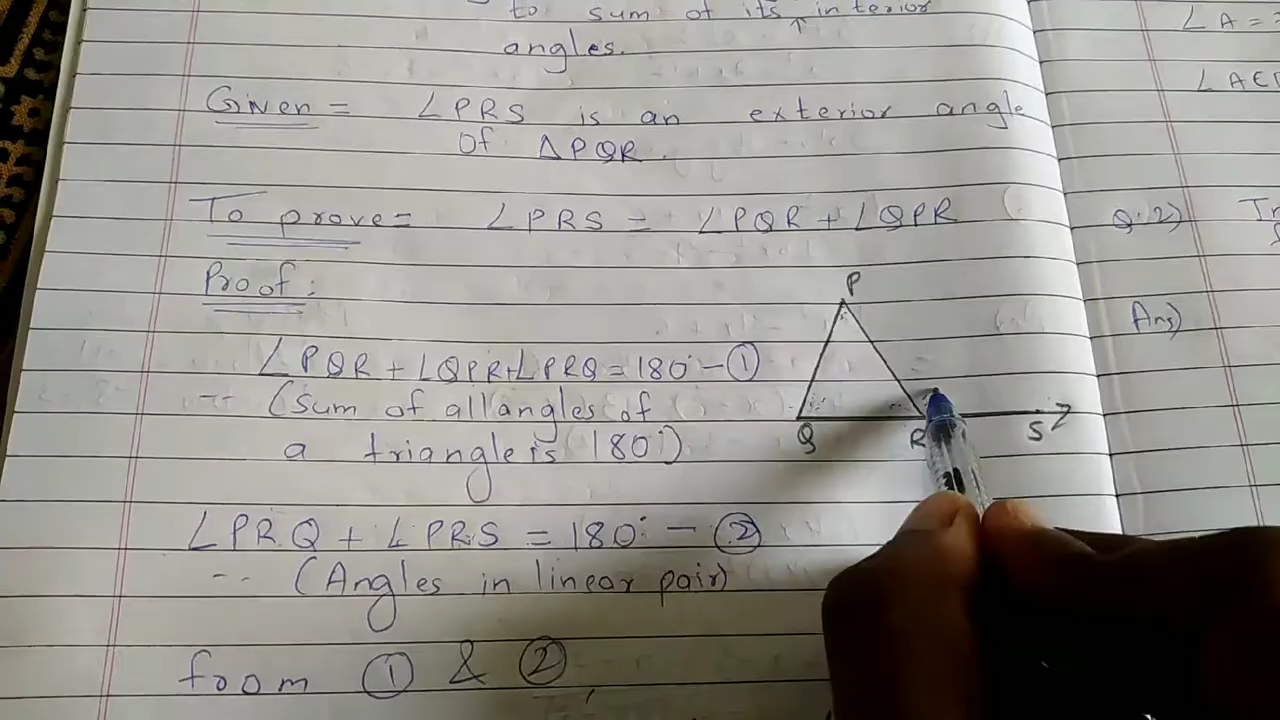 to sum of its interior
angles.
Given = ∠PRS is an exterior angle
of △PQR.
To prove = ∠PRS = ∠PQR + ∠QPR
Proof:
∠PQR + ∠QPR + ∠PRQ = 180° - ①
-- (Sum of all angles of
a triangle is 180°)
∠PRQ + ∠PRS = 180° - ②
-- (Angles in linear pair)
from ① & ②
P
Q
R
S
∠A =
∠AE
Q.2)
Ans)